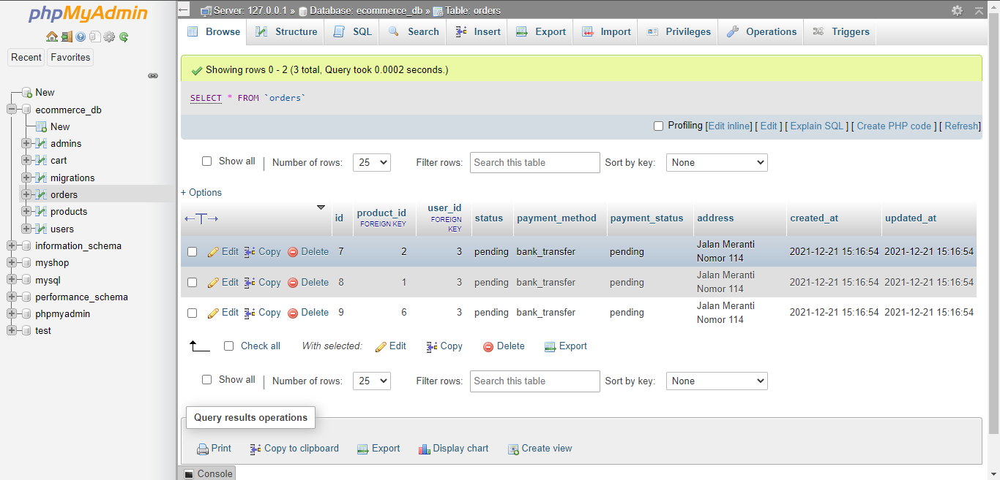 phpMyAdmin
Recent Favorites
New
ecommerce_db
New
admins
cart
migrations
orders
products
users
information_schema
myshop
mysql
performance_schema
phpmyadmin
test
Server: 127.0.0.1 » Database: ecommerce_db » Table: orders
Browse Structure SQL Search Insert Export Import Privileges Operations Triggers
Showing rows 0 - 2 (3 total, Query took 0.0002 seconds.)
SELECT * FROM `orders`
Profiling [Edit inline] [ Edit ] [ Explain SQL ] [ Create PHP code ] [ Refresh]
Show all Number of rows: 25 Filter rows: Search this table Sort by key: None
+ Options
id product_id FOREIGN KEY user_id FOREIGN KEY status payment_method payment_status address created_at updated_at
Edit Copy Delete 7 2 3 pending bank_transfer pending Jalan Meranti Nomor 114 2021-12-21 15:16:54 2021-12-21 15:16:54
Edit Copy Delete 8 1 3 pending bank_transfer pending Jalan Meranti Nomor 114 2021-12-21 15:16:54 2021-12-21 15:16:54
Edit Copy Delete 9 6 3 pending bank_transfer pending Jalan Meranti Nomor 114 2021-12-21 15:16:54 2021-12-21 15:16:54
Check all With selected: Edit Copy Delete Export
Show all Number of rows: 25 Filter rows: Search this table Sort by key: None
Query results operations
Print Copy to clipboard Export Display chart Create view
Console